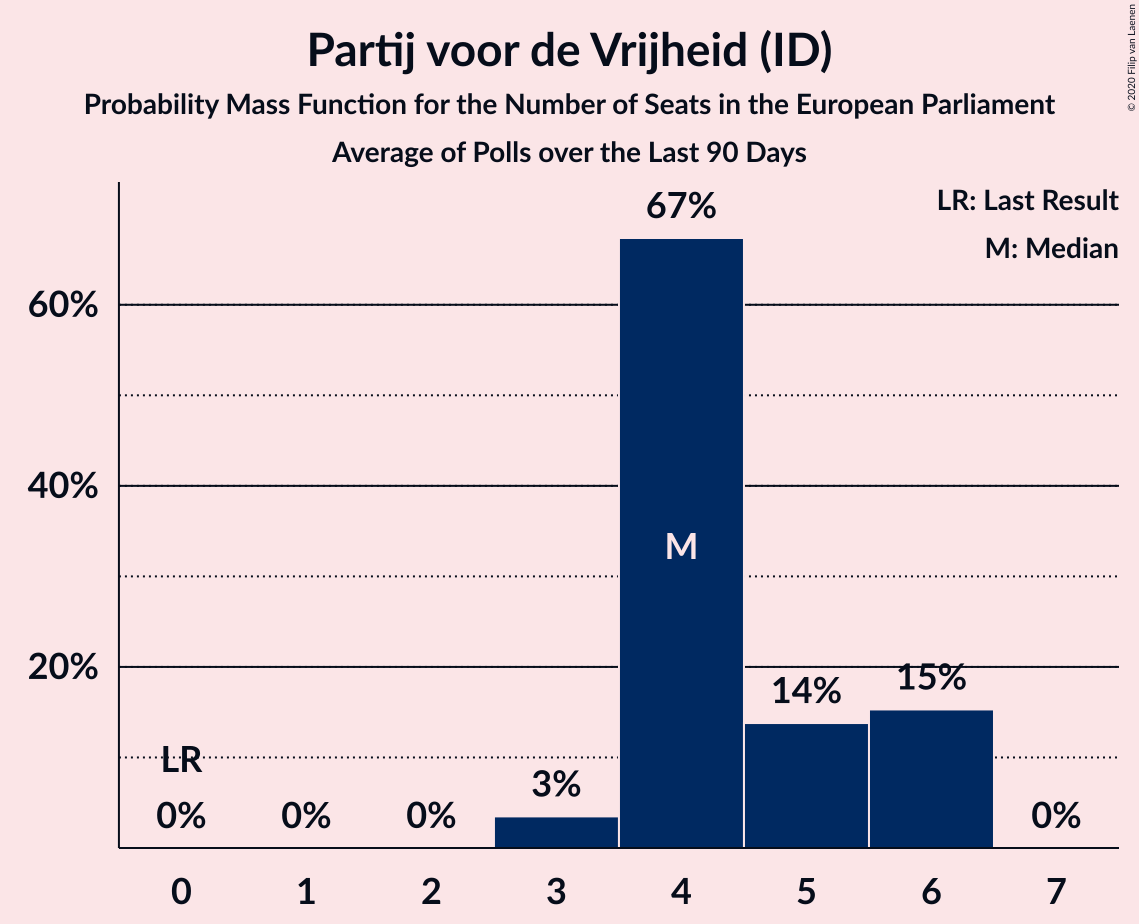 Partij voor de Vrijheid (ID)
Probability Mass Function for the Number of Seats in the European Parliament
Average of Polls over the Last 90 Days
© 2020 Filip van Laenen
LR: Last Result
M: Median
67%
60%
40%
M
20%
15%
14%
LR
3%
0%
0%
0%
0%
0
1
2
3
4
5
6
7